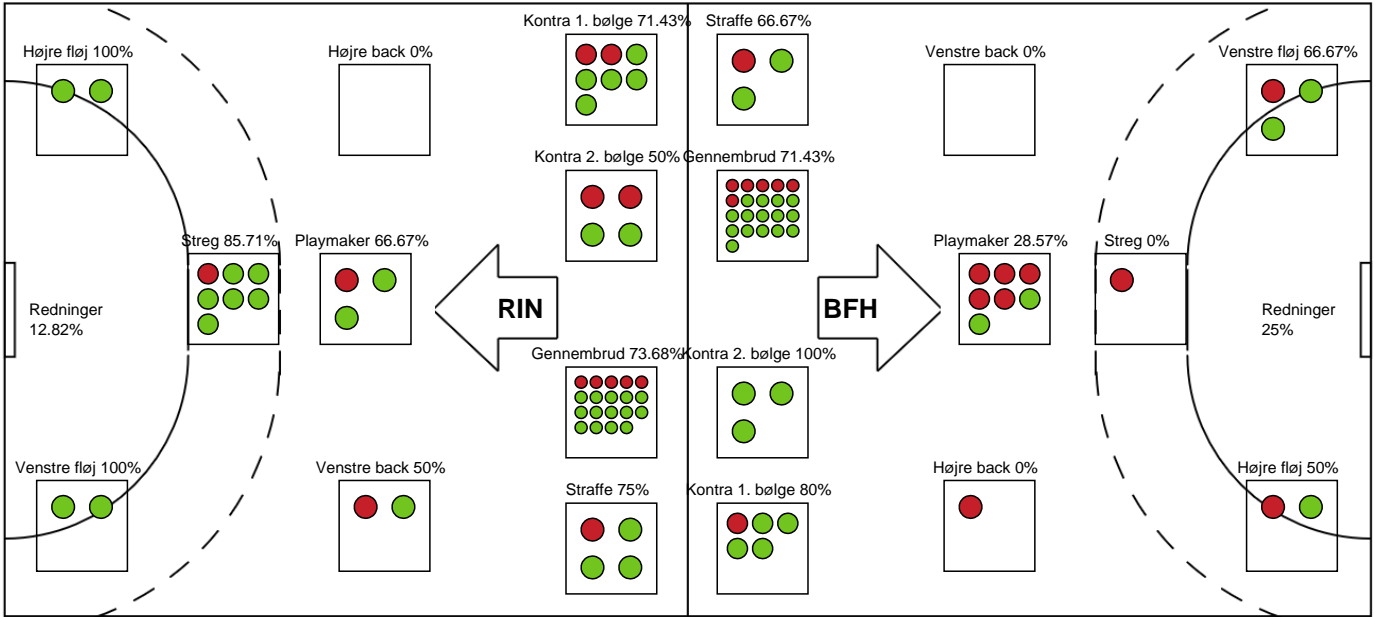 Kontra 1. bølge 71.43%
Straffe 66.67%
Højre fløj 100%
Højre back 0%
Venstre back 0%
Venstre fløj 66.67%
Kontra 2. bølge 50%
Gennembrud 71.43%
Streg 85.71%
Playmaker 66.67%
Playmaker 28.57%
Streg 0%
Redninger
12.82%
RIN
BFH
Redninger
25%
Gennembrud 73.68%
Kontra 2. bølge 100%
Venstre fløj 100%
Venstre back 50%
Højre back 0%
Højre fløj 50%
Straffe 75%
Kontra 1. bølge 80%